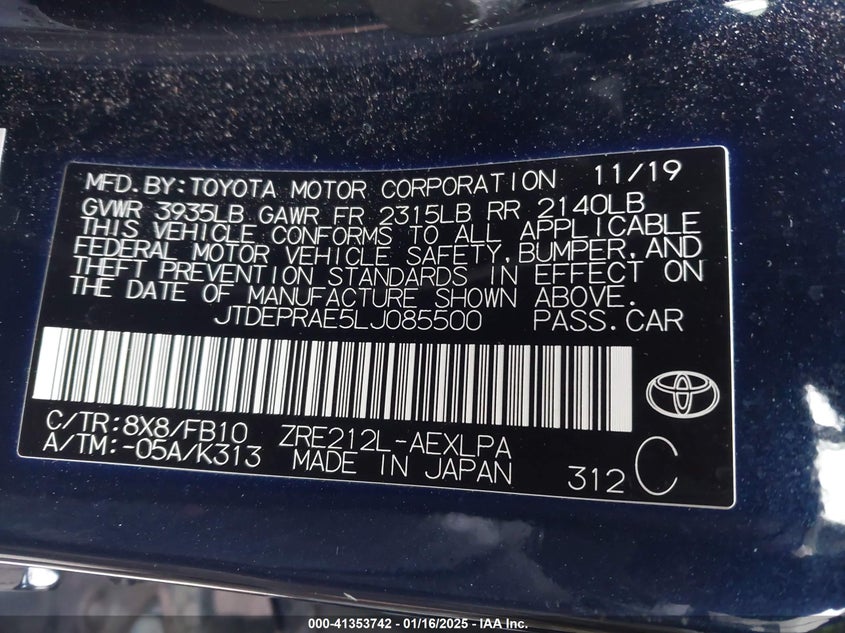 MFD.BY:TOYOTA MOTOR CORPORATION 11/19
GVWR 3935LB GAWR FR 2315LB RR 2140LB
THIS VEHICLE CONFORMS TO ALL APPLICABLE
FEDERAL MOTOR VEHICLE SAFETY,BUMPER,AND
THEFT PREVENTION STANDARDS IN EFFECT ON
THE DATE OF MANUFACTURE SHOWN ABOVE.
JTDEPRAE5LJ085500 PASS.CAR
C/TR:8X8/FB10 ZRE212L-AEXLPA
A/TM:-05A/K313 MADE IN JAPAN 312 C
000-41353742 - 01/16/2025 - IAA Inc.